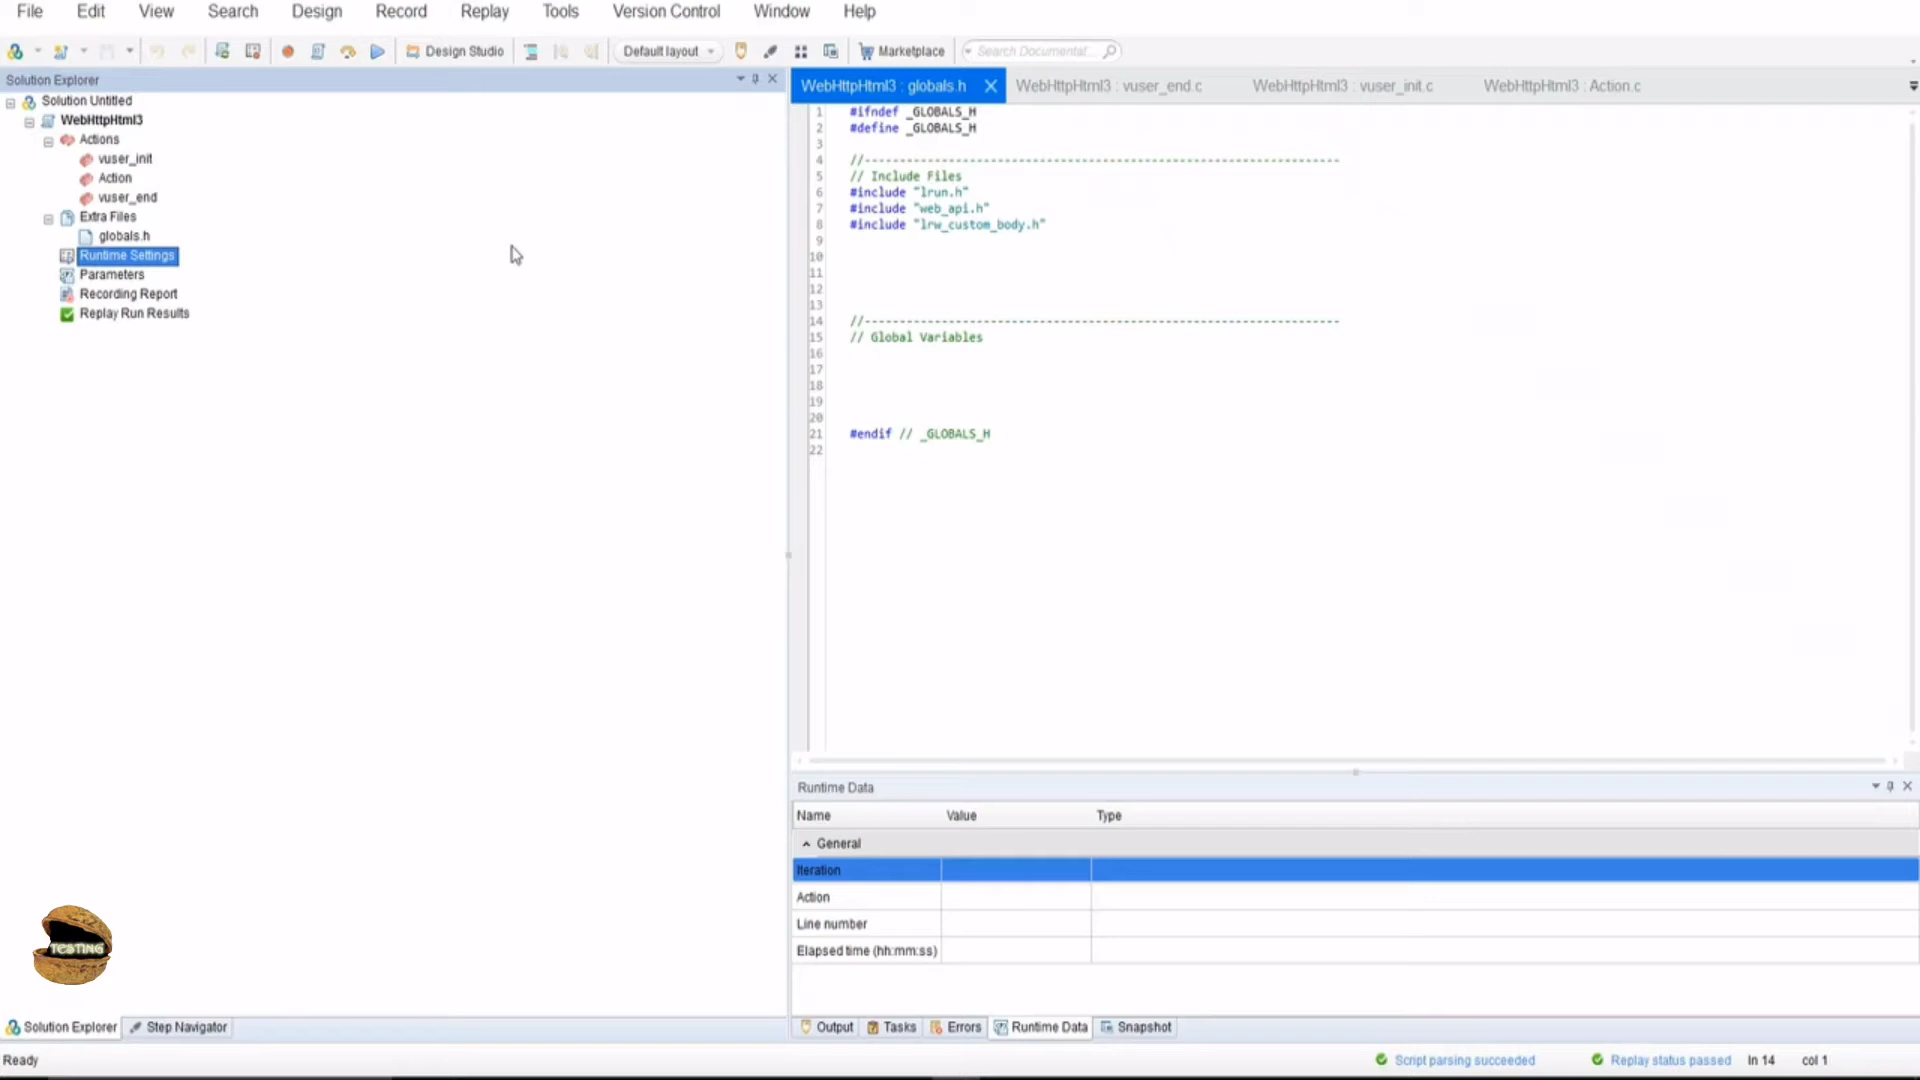 File Edit View Search Design Record Replay Tools Version Control Window Help
Design Studio Default layout Marketplace Search Documentat...
Solution Explorer
Solution Untitled
WebHttpHtml3
Actions
vuser_init
Action
vuser_end
Extra Files
globals.h
Runtime Settings
Parameters
Recording Report
Replay Run Results
TESTING
Solution Explorer Step Navigator
WebHttpHtml3 : globals.h WebHttpHtml3 : vuser_end.c WebHttpHtml3 : vuser_init.c WebHttpHtml3 : Action.c
1 #ifndef _GLOBALS_H
2 #define _GLOBALS_H
3
4 //--------------------------------------------------------------------
5 // Include Files
6 #include "lrun.h"
7 #include "web_api.h"
8 #include "lrw_custom_body.h"
9
10
11
12
13
14 //--------------------------------------------------------------------
15 // Global Variables
16
17
18
19
20
21 #endif // _GLOBALS_H
22
Runtime Data
Name Value Type
General
Iteration
Action
Line number
Elapsed time (hh:mm:ss)
Output Tasks Errors Runtime Data Snapshot
Ready Script parsing succeeded Replay status passed ln 14 col 1